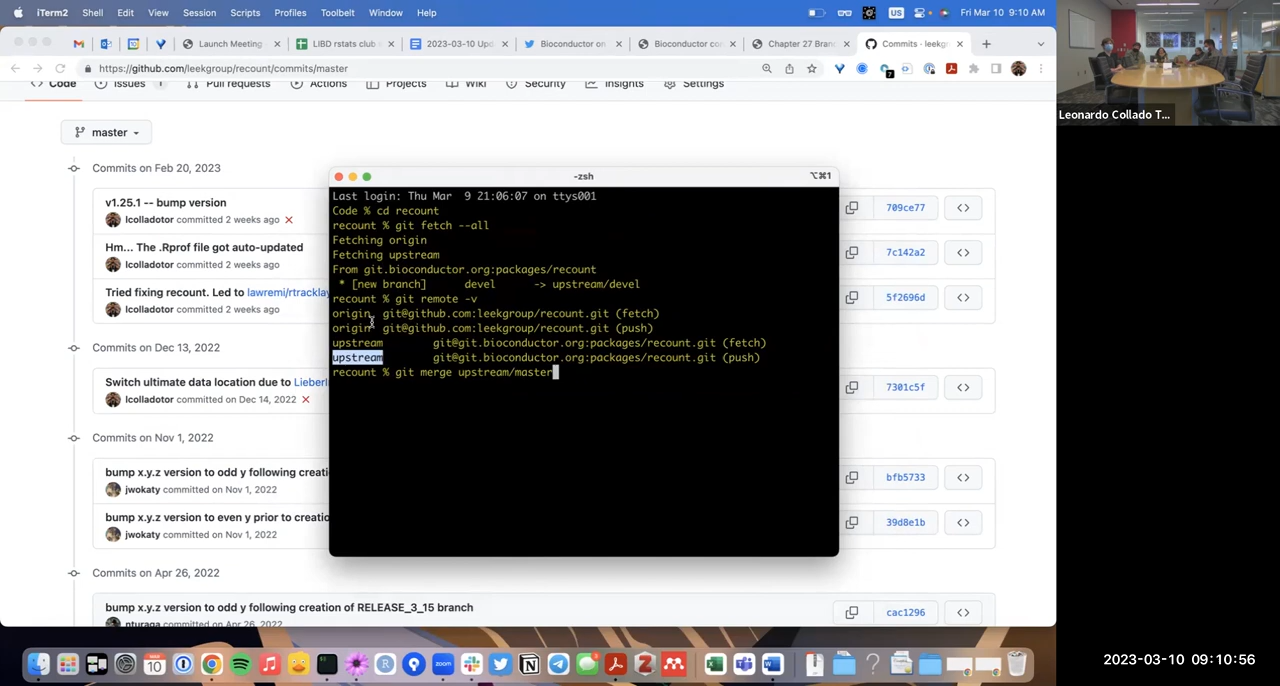 iTerm2 Shell Edit View Session Scripts Profiles Toolbelt Window Help US Fri Mar 10 9:10 AM
Launch Meeting LIBD rstats club 2023-03-10 Upd Bioconductor on Bioconductor con Chapter 27 Bran Commits · leekg
https://github.com/leekgroup/recount/commits/master
Code Issues Pull requests Actions Projects Wiki Security Insights Settings
master
Commits on Feb 20, 2023
v1.25.1 -- bump version
lcolladotor committed 2 weeks ago
709ce77
Hm... The .Rprof file got auto-updated
lcolladotor committed 2 weeks ago
7c142a2
Tried fixing recount. Led to lawremi/rtracklay
lcolladotor committed 2 weeks ago
5f2696d
Commits on Dec 13, 2022
Switch ultimate data location due to LieberIn
lcolladotor committed on Dec 14, 2022
7301c5f
Commits on Nov 1, 2022
bump x.y.z version to odd y following creatio
jwokaty committed on Nov 1, 2022
bfb5733
bump x.y.z version to even y prior to creatio
jwokaty committed on Nov 1, 2022
39d8e1b
Commits on Apr 26, 2022
bump x.y.z version to odd y following creation of RELEASE_3_15 branch
nturaga committed on Apr 26, 2022
cac1296
-zsh
⌥⌘1
Last login: Thu Mar  9 21:06:07 on ttys001
Code % cd recount
recount % git fetch --all
Fetching origin
Fetching upstream
From git.bioconductor.org:packages/recount
* [new branch] devel -> upstream/devel
recount % git remote -v
origin git@github.com:leekgroup/recount.git (fetch)
origin git@github.com:leekgroup/recount.git (push)
upstream git@git.bioconductor.org:packages/recount.git (fetch)
upstream git@git.bioconductor.org:packages/recount.git (push)
recount % git merge upstream/master
Leonardo Collado T...
2023-03-10 09:10:56